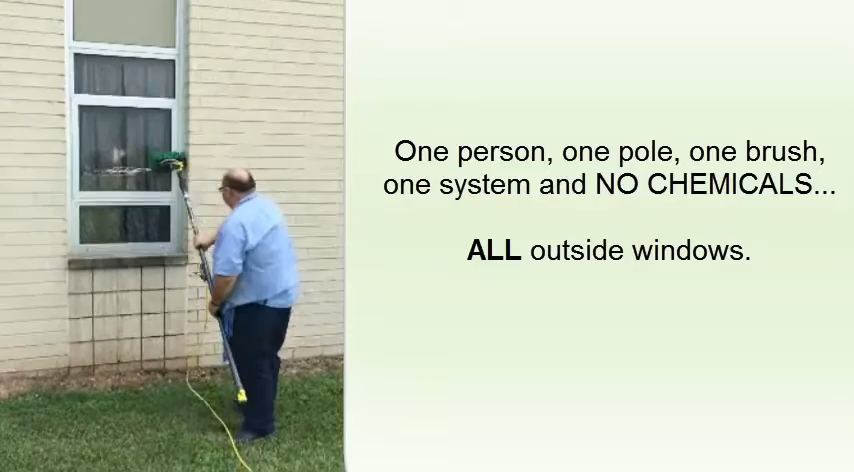 One person, one pole, one brush,
one system and NO CHEMICALS...
ALL outside windows.